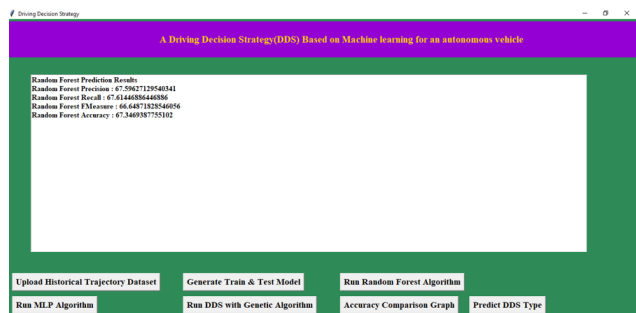 Driving Decision Strategy
A Driving Decision Strategy(DDS) Based on Machine learning for an autonomous vehicle
Random Forest Prediction Results
Random Forest Precision : 67.59627129540341
Random Forest Recall : 67.61446886446886
Random Forest FMeasure : 66.64871828546056
Random Forest Accuracy : 67.3469387755102
Upload Historical Trajectory Dataset Generate Train & Test Model Run Random Forest Algorithm
Run MLP Algorithm Run DDS with Genetic Algorithm Accuracy Comparison Graph Predict DDS Type